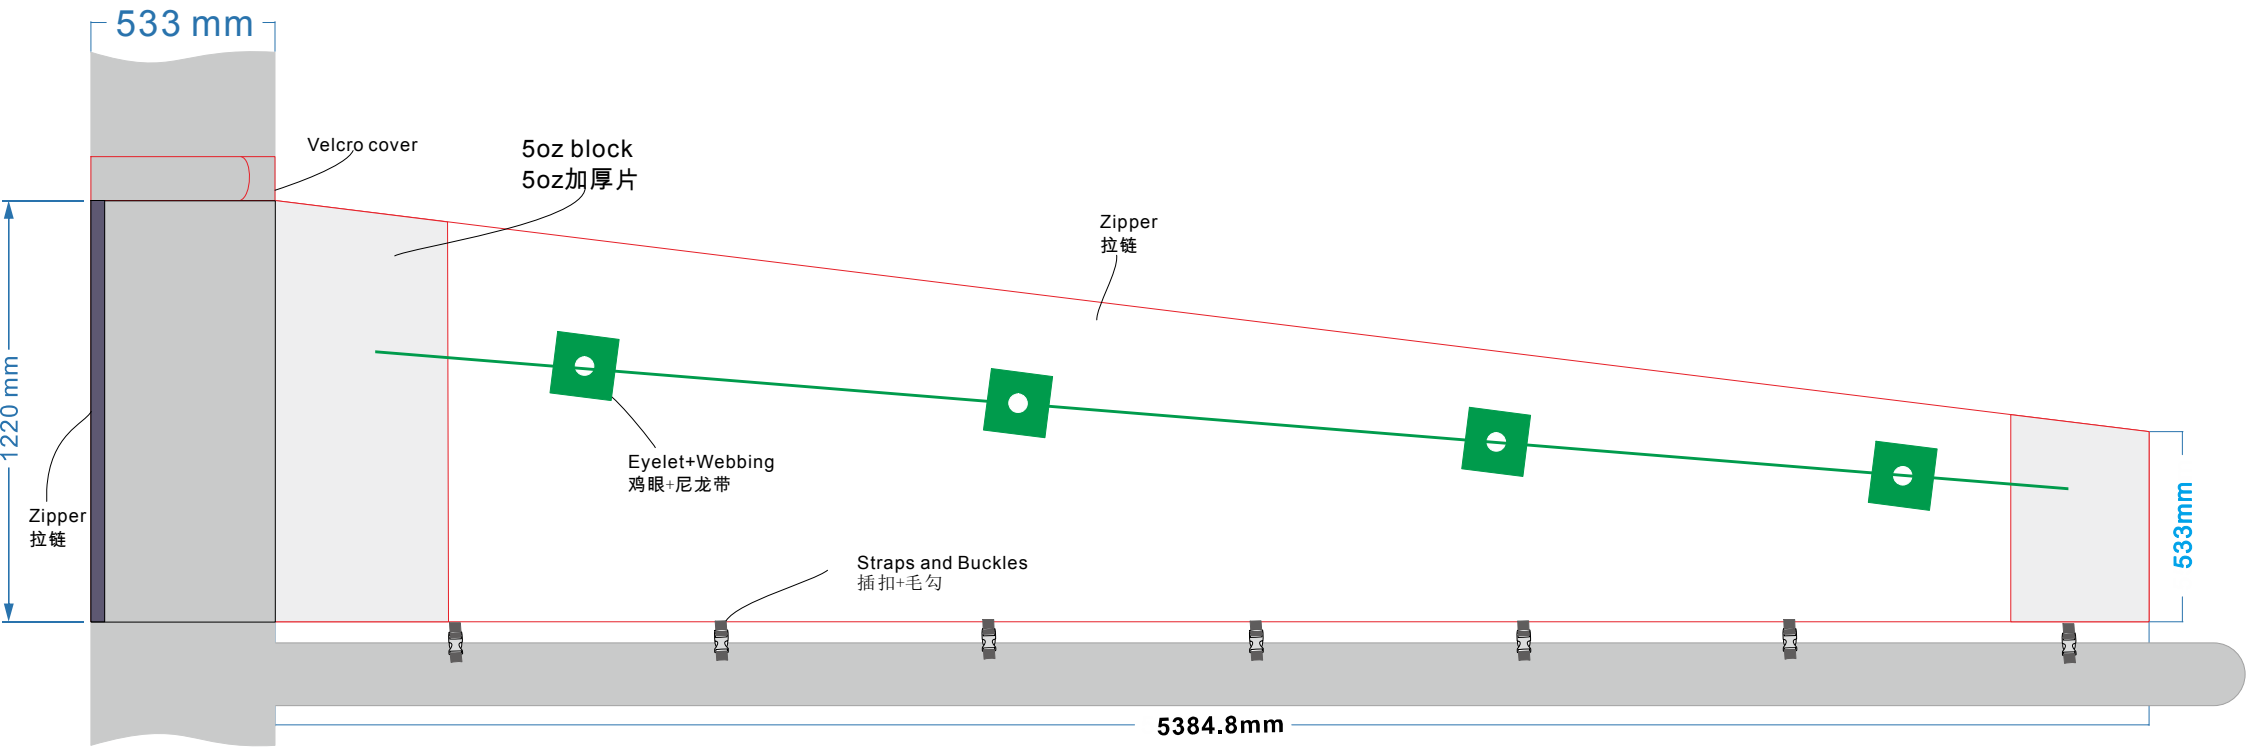 533 mm
Velcro cover
5oz block
5oz加厚片
Zipper
拉链
1220 mm
Eyelet+Webbing
鸡眼+尼龙带
Zipper
拉链
533mm
Straps and Buckles
插扣+毛勾
5384.8mm